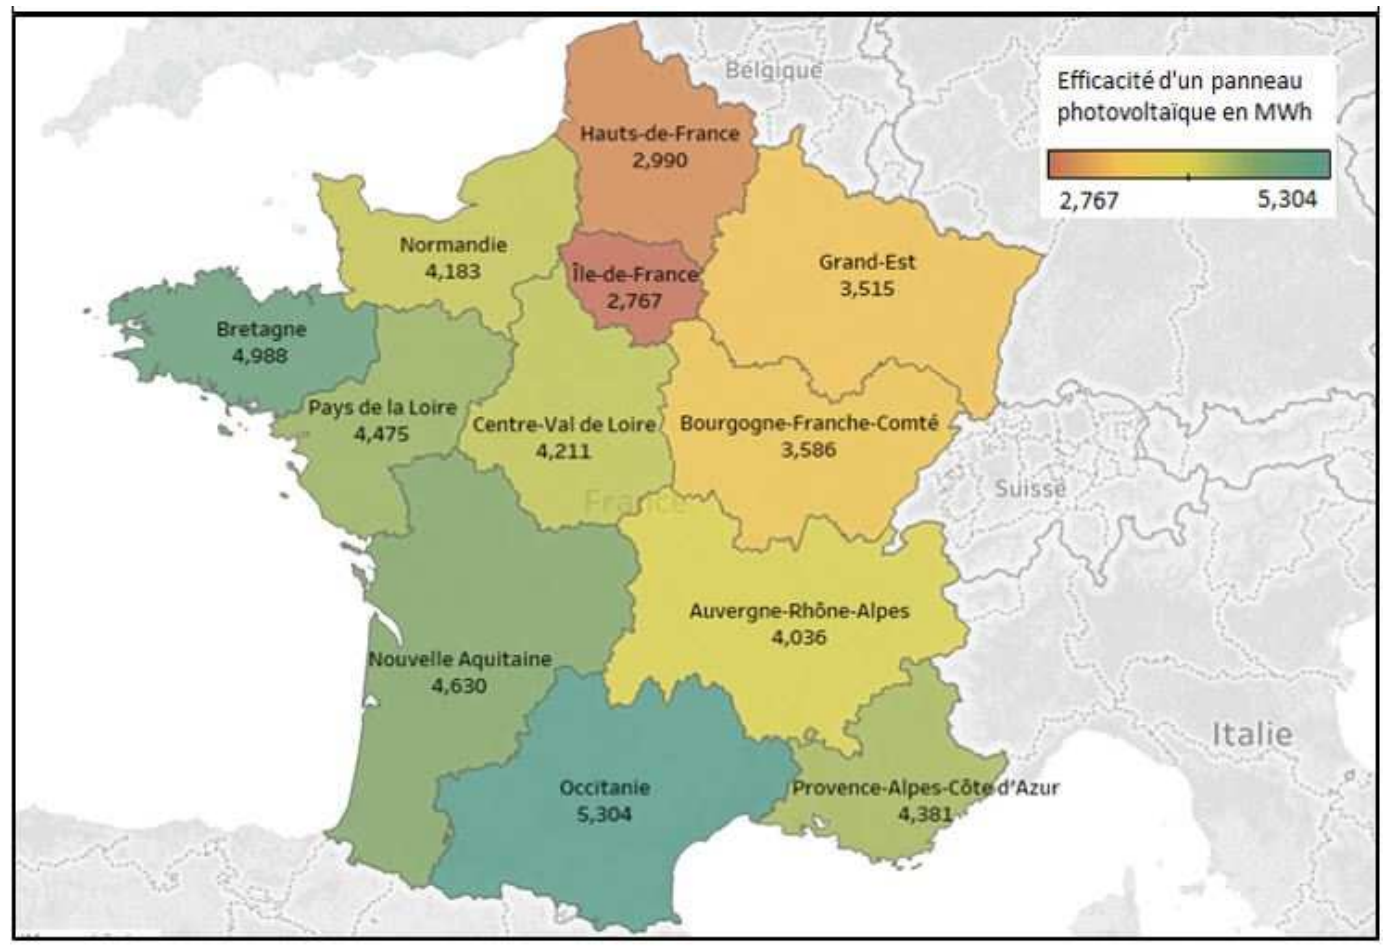 Belgique
Efficacité d'un panneau
photovoltaïque en MWh
2,767
5,304
Hauts-de-France
2,990
Normandie
4,183
Île-de-France
2,767
Grand-Est
3,515
Bretagne
4,988
Pays de la Loire
4,475
Centre-Val de Loire
4,211
Bourgogne-Franche-Comté
3,586
France
Suisse
Auvergne-Rhône-Alpes
4,036
Nouvelle Aquitaine
4,630
Italie
Occitanie
5,304
Provence-Alpes-Côte d'Azur
4,381